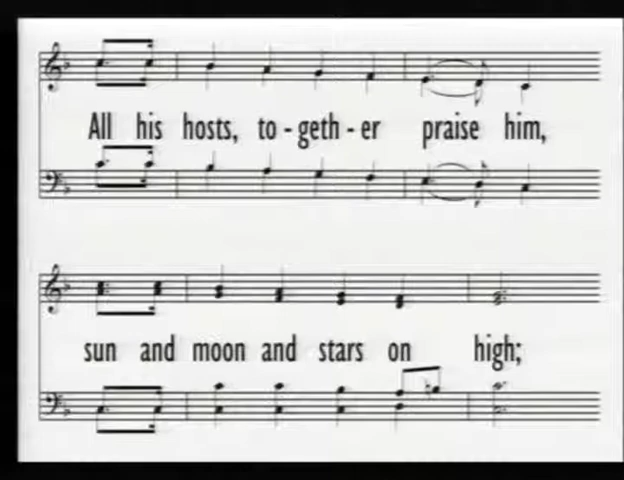 All his hosts, to - geth - er praise him,
sun and moon and stars on high;